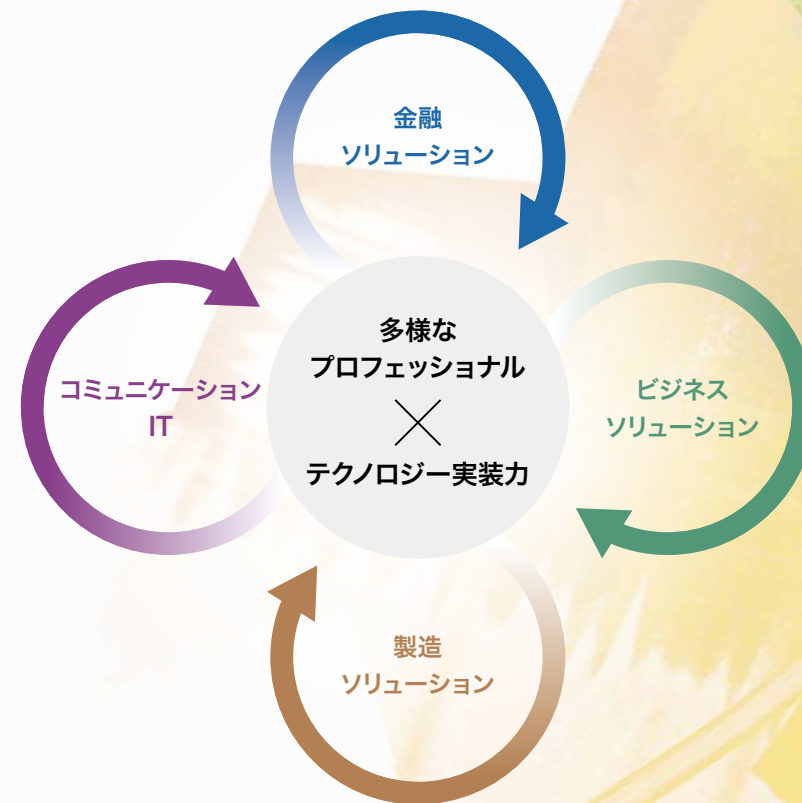 金融
ソリューション
コミュニケーション
IT
多様な
プロフェッショナル
×
テクノロジー実装力
ビジネス
ソリューション
製造
ソリューション